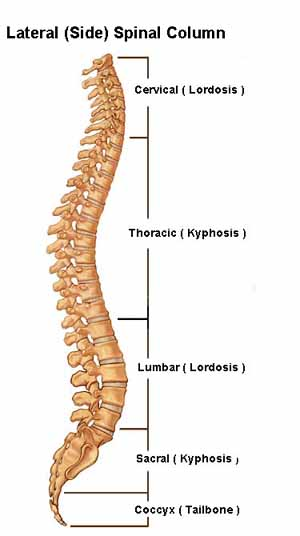 Lateral (Side) Spinal Column
Cervical ( Lordosis )
Thoracic ( Kyphosis )
Lumbar ( Lordosis )
Sacral ( Kyphosis )
Coccyx ( Tailbone )